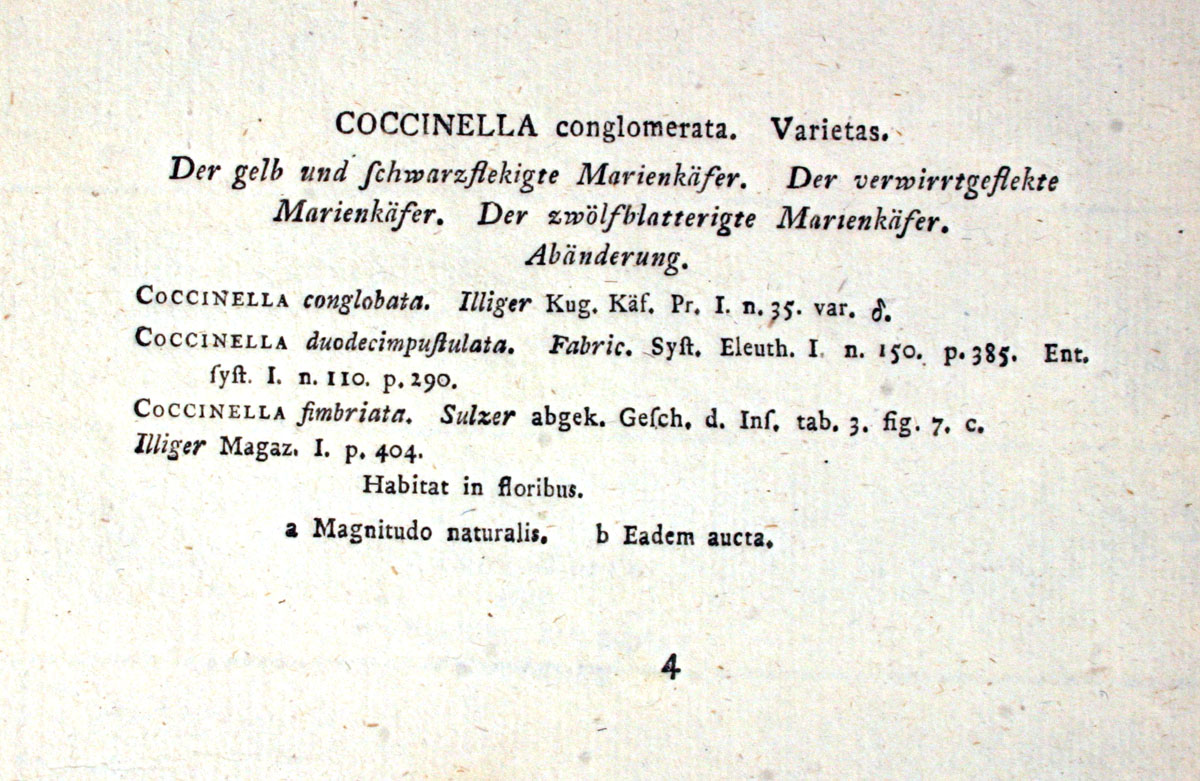 COCCINELLA conglomerata. Varietas.
Der gelb und ſchwarzflekigte Marienkäfer. Der verwirrtgeflekte
Marienkäfer. Der zwölfblatterigte Marienkäfer.
Abänderung.
COCCINELLA conglobata. Illiger Kug. Käf. Pr. I. n. 35. var. δ.
COCCINELLA duodecimpuſtulata. Fabric. Syſt. Eleuth. I. n. 150. p. 385. Ent.
ſyſt. I. n. 110. p. 290.
COCCINELLA fimbriata. Sulzer abgek. Geſch. d. Inſ. tab. 3. fig. 7. c.
Illiger Magaz. I. p. 404.
Habitat in floribus.
a Magnitudo naturalis. b Eadem aucta.
4